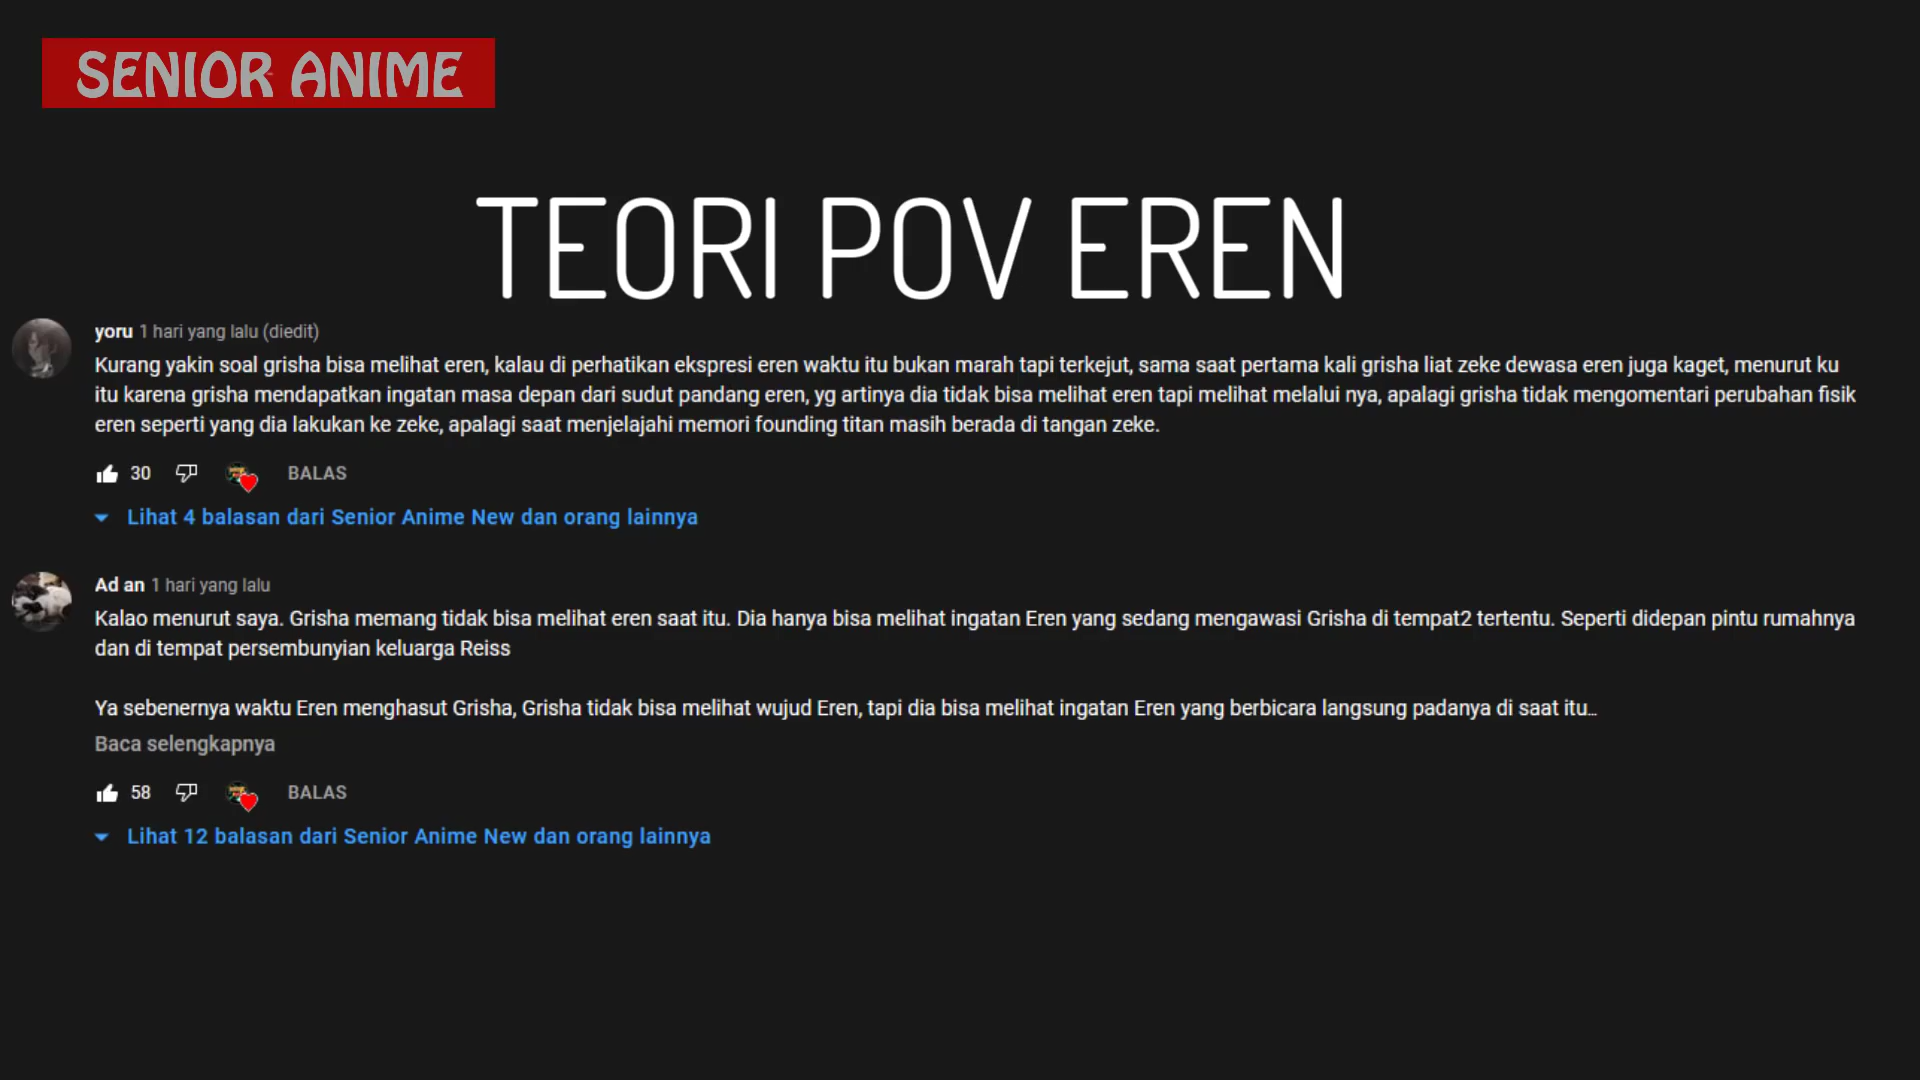 SENIOR ANIME
TEORI POV EREN
yoru 1 hari yang lalu (diedit)
Kurang yakin soal grisha bisa melihat eren, kalau di perhatikan ekspresi eren waktu itu bukan marah tapi terkejut, sama saat pertama kali grisha liat zeke dewasa eren juga kaget, menurut ku
itu karena grisha mendapatkan ingatan masa depan dari sudut pandang eren, yg artinya dia tidak bisa melihat eren tapi melihat melalui nya, apalagi grisha tidak mengomentari perubahan fisik
eren seperti yang dia lakukan ke zeke, apalagi saat menjelajahi memori founding titan masih berada di tangan zeke.
30 BALAS
Lihat 4 balasan dari Senior Anime New dan orang lainnya
Ad an 1 hari yang lalu
Kalao menurut saya. Grisha memang tidak bisa melihat eren saat itu. Dia hanya bisa melihat ingatan Eren yang sedang mengawasi Grisha di tempat2 tertentu. Seperti didepan pintu rumahnya
dan di tempat persembunyian keluarga Reiss
Ya sebenernya waktu Eren menghasut Grisha, Grisha tidak bisa melihat wujud Eren, tapi dia bisa melihat ingatan Eren yang berbicara langsung padanya di saat itu...
Baca selengkapnya
58 BALAS
Lihat 12 balasan dari Senior Anime New dan orang lainnya